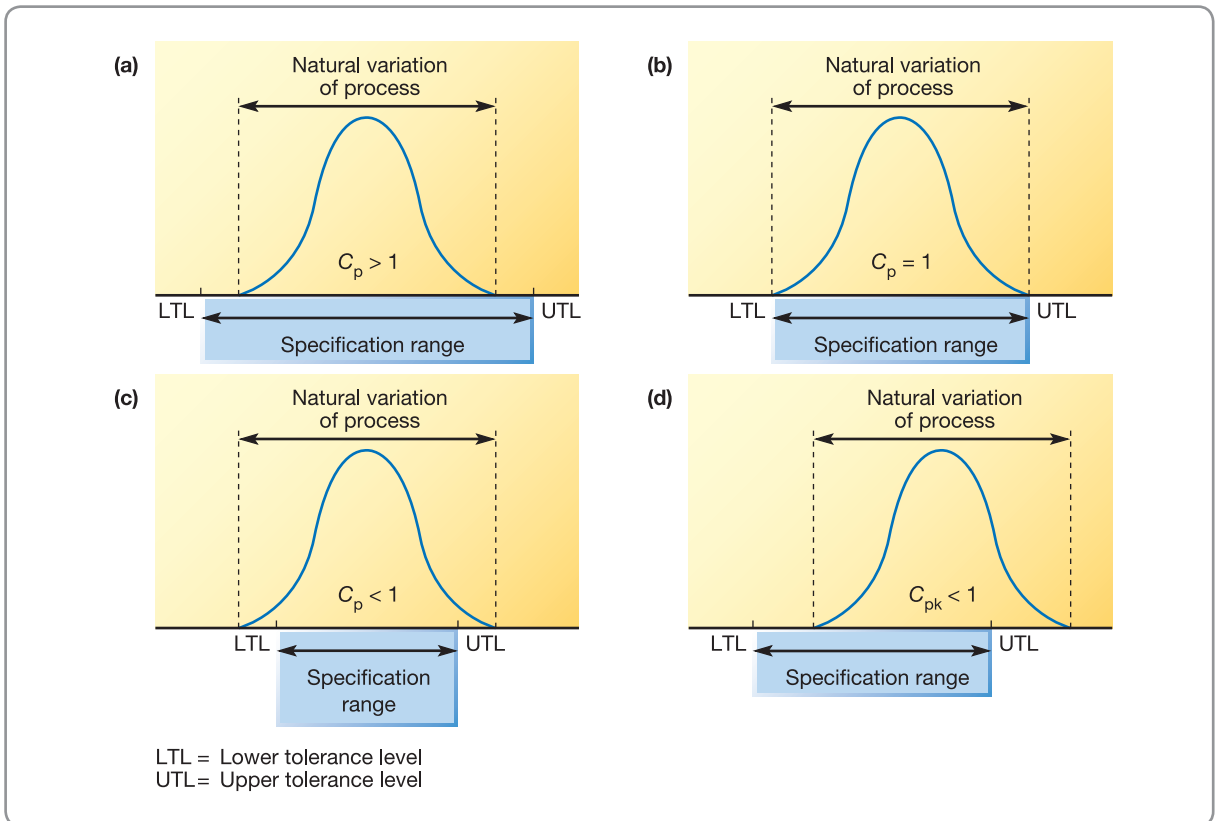 (a)
Natural variation
of process
Cp > 1
LTL
UTL
Specification range
(b)
Natural variation
of process
Cp = 1
LTL
UTL
Specification range
(c)
Natural variation
of process
Cp < 1
LTL
UTL
Specification
range
(d)
Natural variation
of process
Cpk < 1
LTL
UTL
Specification range
LTL = Lower tolerance level
UTL= Upper tolerance level